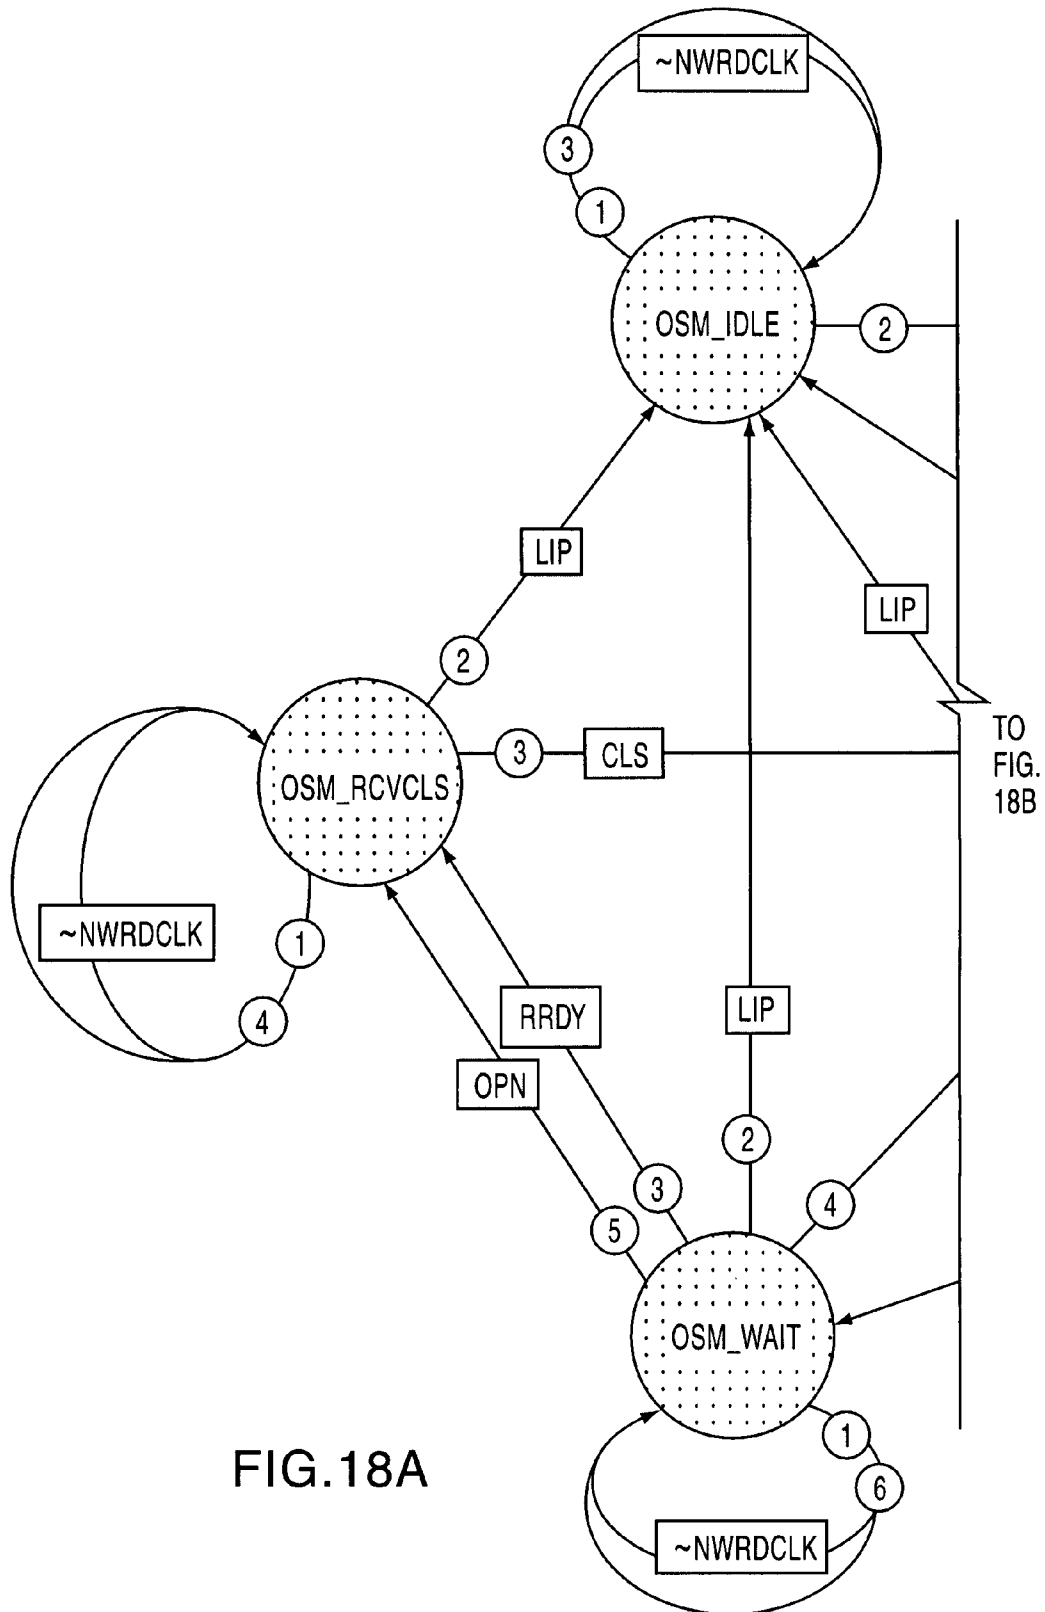 ~NWRDCLK
3
1
OSM_IDLE
2
LIP
LIP
2
TO
FIG.
18B
3
CLS
OSM_RCVCLS
~NWRDCLK
1
4
RRDY
LIP
OPN
2
3
4
5
OSM_WAIT
1
6
~NWRDCLK
FIG.18A